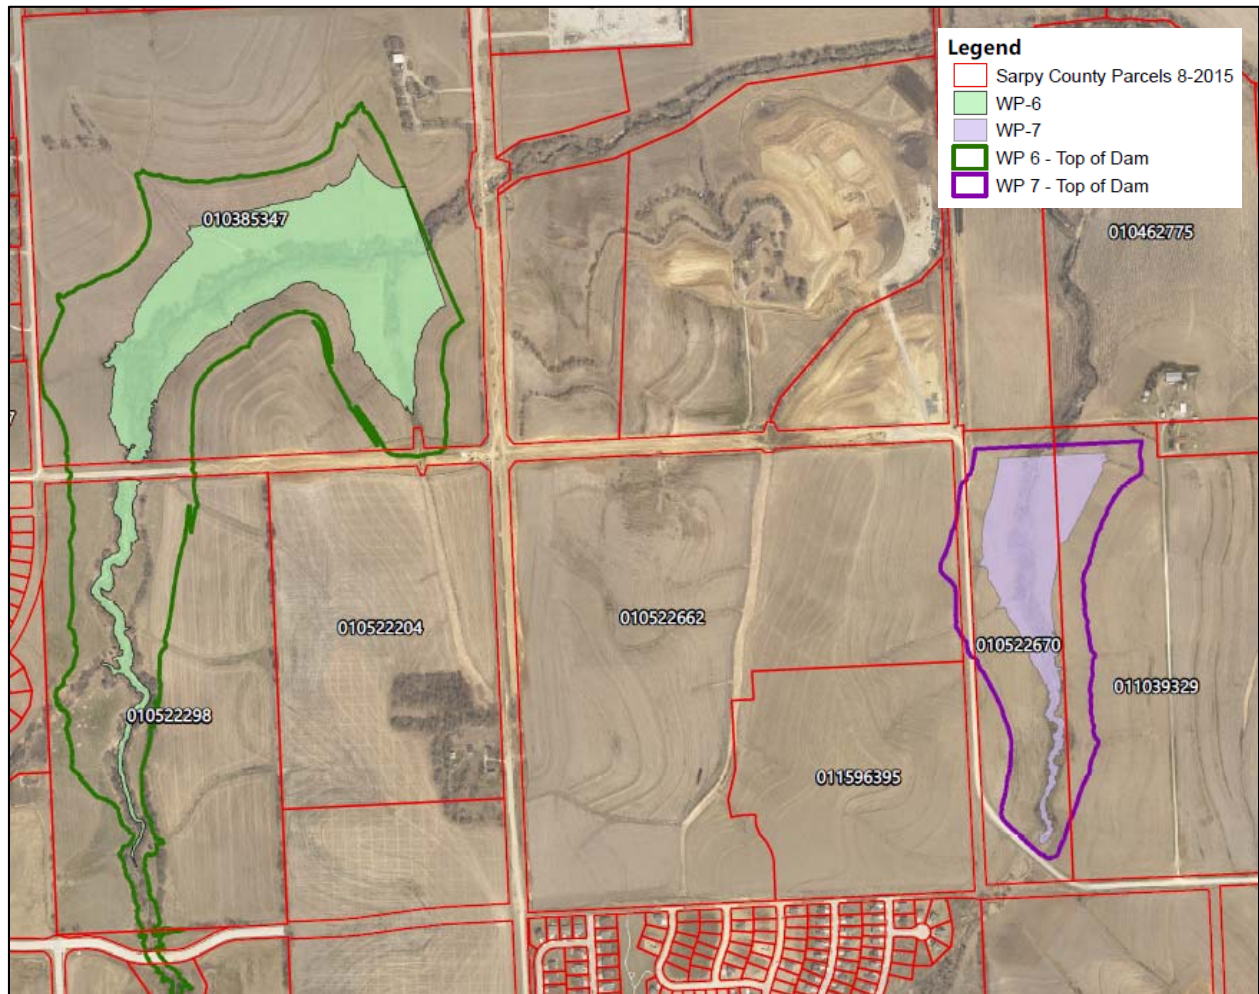 Legend
Sarpy County Parcels 8-2015
WP-6
WP-7
WP 6 - Top of Dam
WP 7 - Top of Dam
010385347
010462775
7
010522204
010522662
010522670
011039329
010522298
011596395